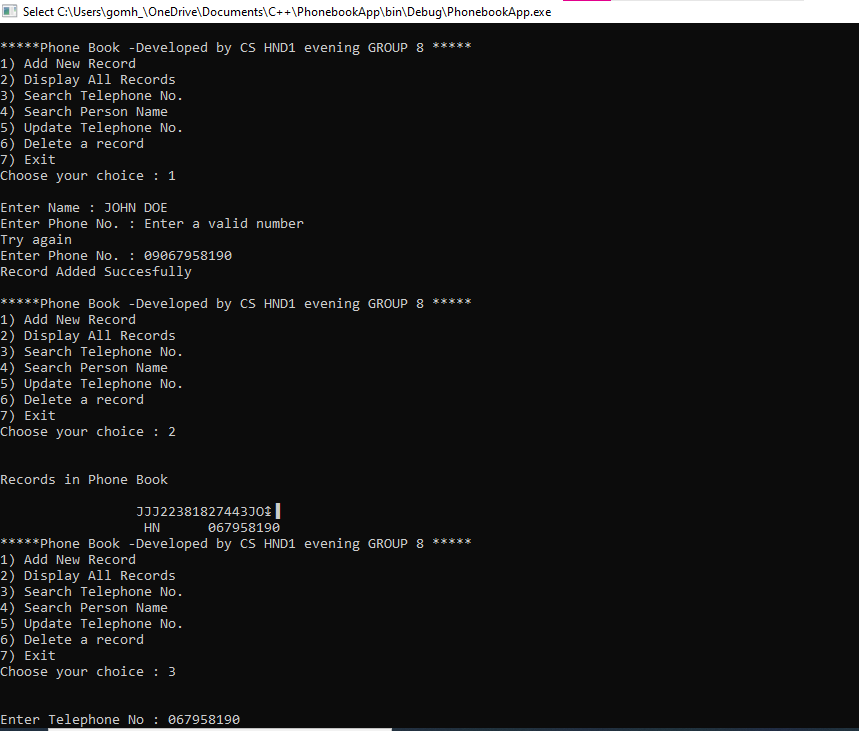 Select C:\Users\gomh_\OneDrive\Documents\C++\PhonebookApp\bin\Debug\PhonebookApp.exe
*****Phone Book -Developed by CS HND1 evening GROUP 8 *****
1) Add New Record
2) Display All Records
3) Search Telephone No.
4) Search Person Name
5) Update Telephone No.
6) Delete a record
7) Exit
Choose your choice : 1
Enter Name : JOHN DOE
Enter Phone No. : Enter a valid number
Try again
Enter Phone No. : 09067958190
Record Added Succesfully
*****Phone Book -Developed by CS HND1 evening GROUP 8 *****
1) Add New Record
2) Display All Records
3) Search Telephone No.
4) Search Person Name
5) Update Telephone No.
6) Delete a record
7) Exit
Choose your choice : 2
Records in Phone Book
JJJ22381827443JO↨▌
HN 067958190
*****Phone Book -Developed by CS HND1 evening GROUP 8 *****
1) Add New Record
2) Display All Records
3) Search Telephone No.
4) Search Person Name
5) Update Telephone No.
6) Delete a record
7) Exit
Choose your choice : 3
Enter Telephone No : 067958190